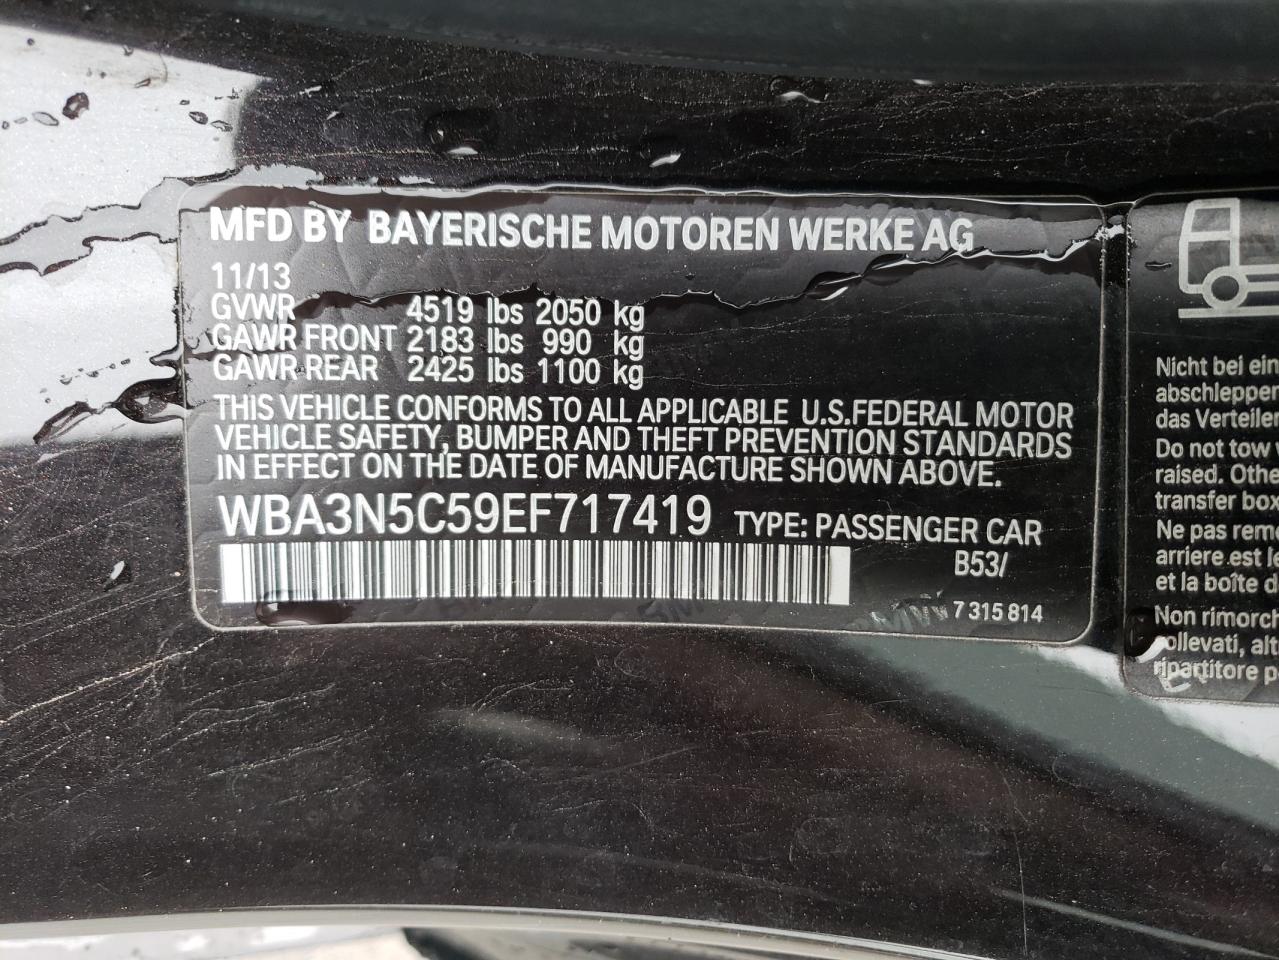 MFD BY BAYERISCHE MOTOREN WERKE AG
11/13
GVWR 4519 lbs 2050 kg
GAWR FRONT 2183 lbs 990 kg
GAWR REAR 2425 lbs 1100 kg
THIS VEHICLE CONFORMS TO ALL APPLICABLE U.S.FEDERAL MOTOR
VEHICLE SAFETY, BUMPER AND THEFT PREVENTION STANDARDS
IN EFFECT ON THE DATE OF MANUFACTURE SHOWN ABOVE.
WBA3N5C59EF717419 TYPE: PASSENGER CAR
B53/
7 315 814
Nicht bei ein
abschleppen
das Verteiler
Do not tow
raised. Othe
transfer box
Ne pas remo
arriere est le
et la boîte d
Non rimorch
sollevati, alt
ripartitore p